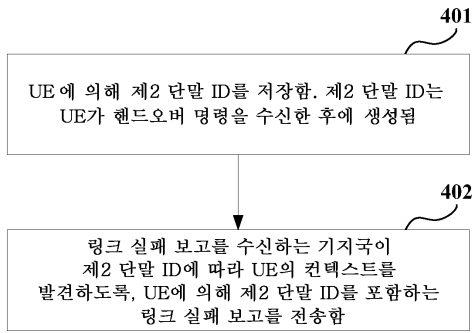 401
UE에 의해 제2 단말 ID를 저장함. 제2 단말 ID는
UE가 핸드오버 명령을 수신한 후에 생성됨
402
링크 실패 보고를 수신하는 기지국이
제2 단말 ID에 따라 UE의 컨텍스트를
발견하도록, UE에 의해 제2 단말 ID를 포함하는
링크 실패 보고를 전송함